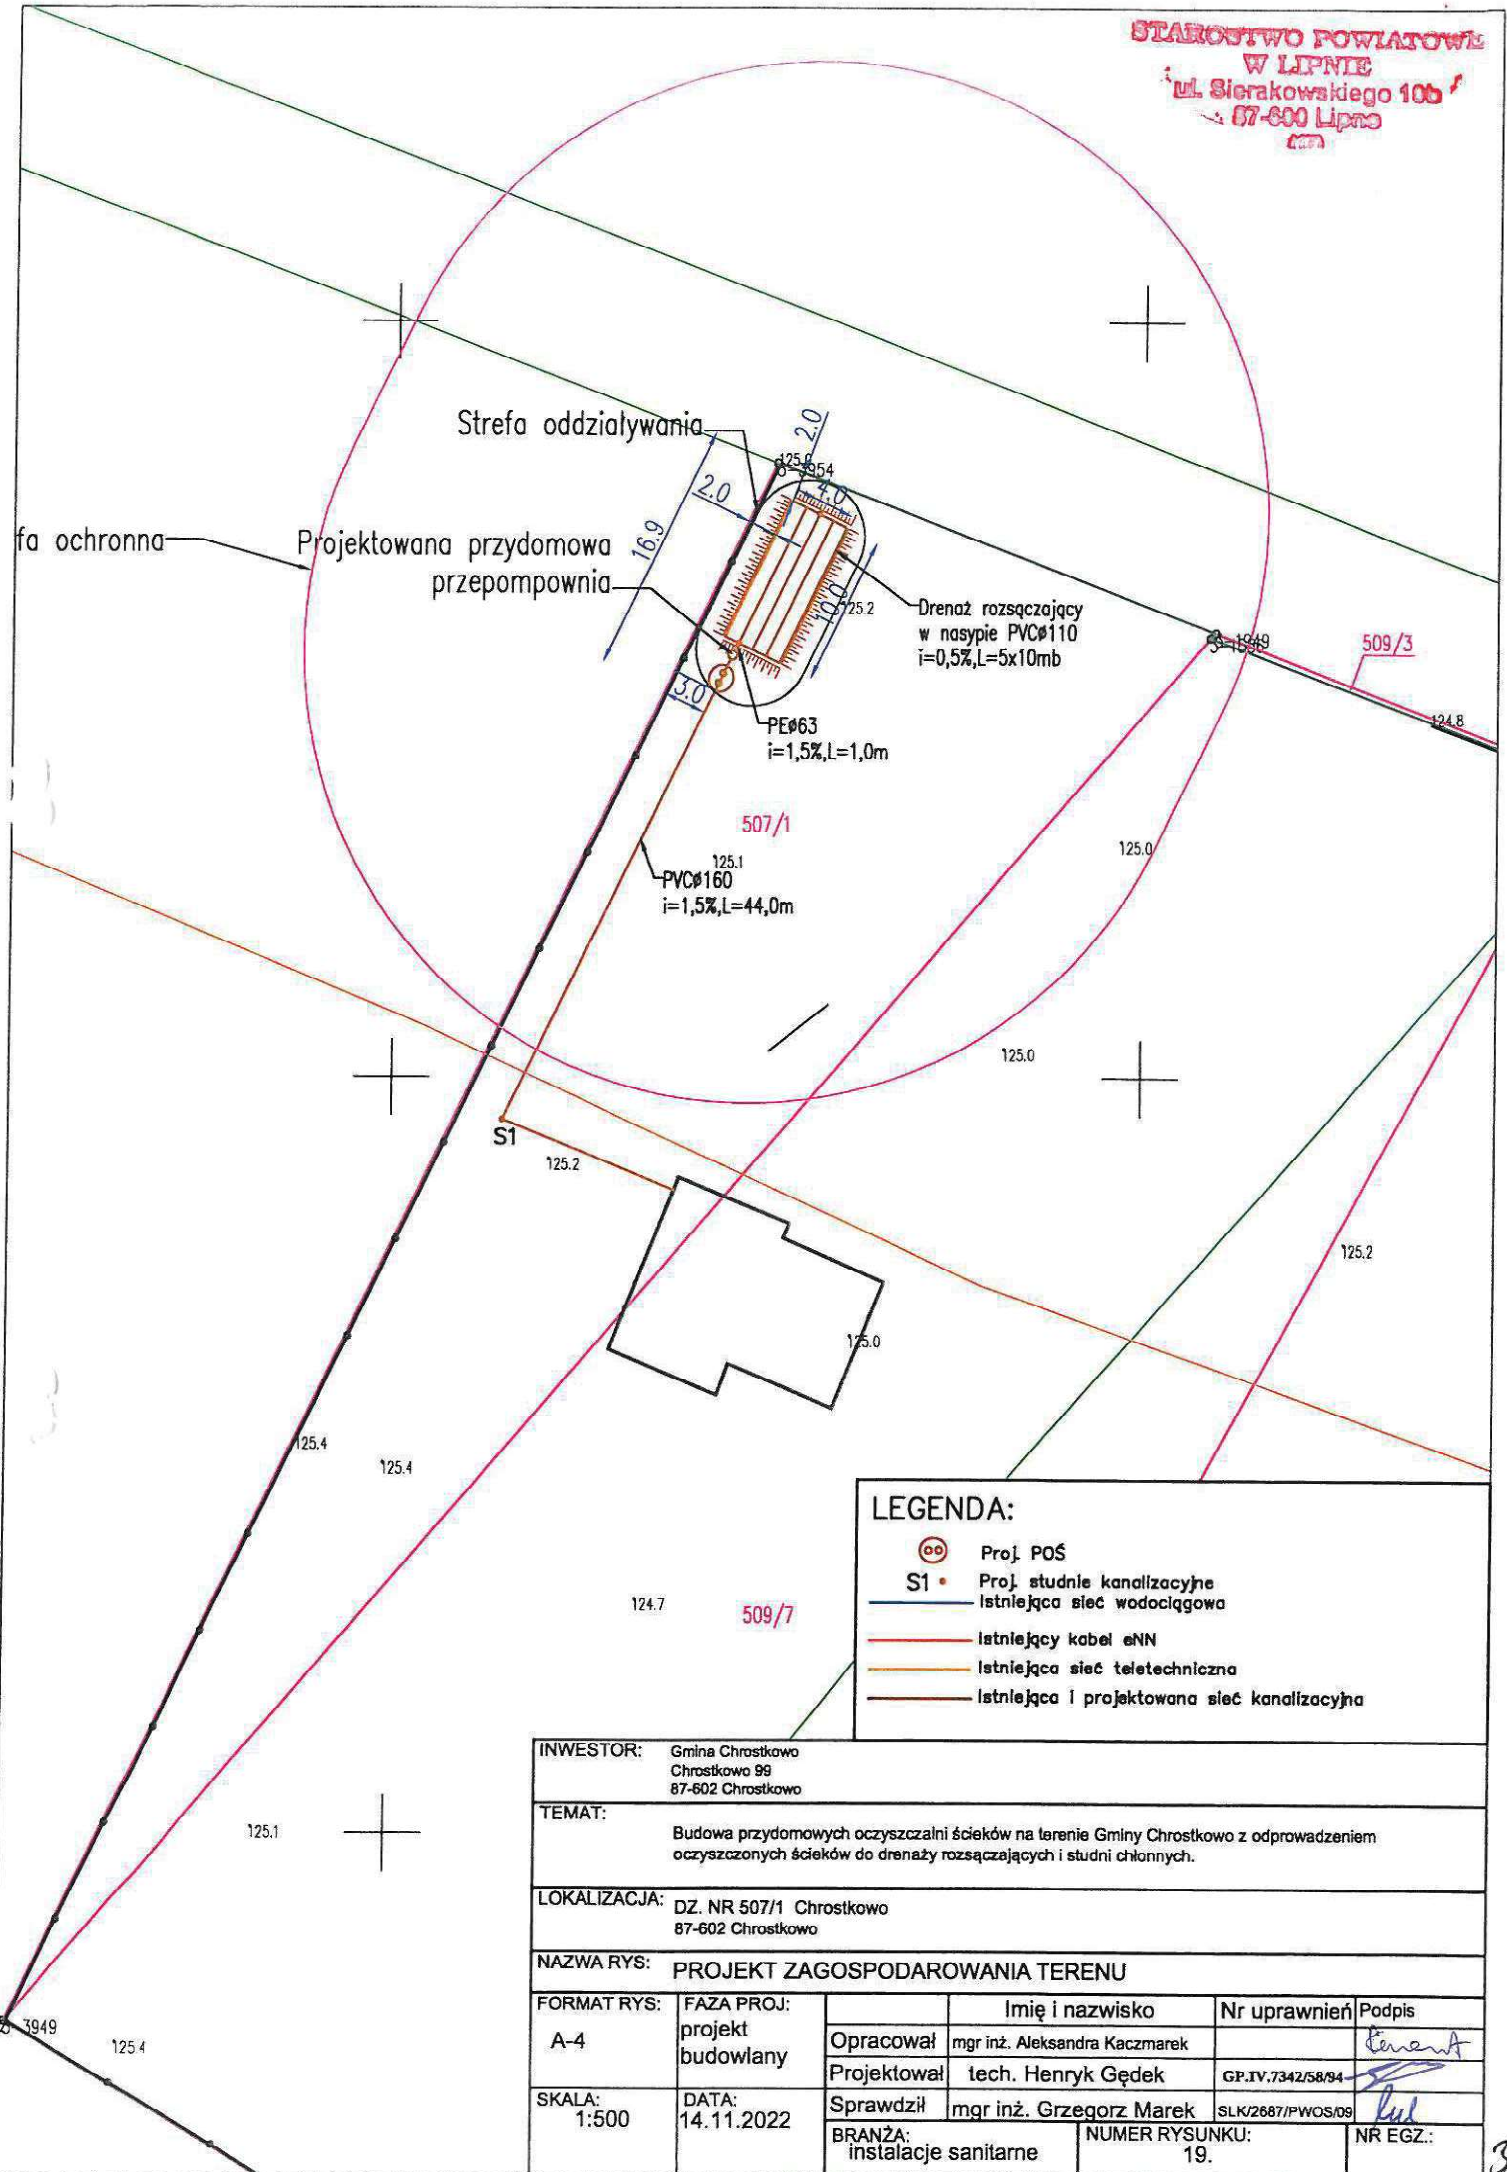 STAROSTWO POWIATOWE
W LIPNIE
ul. Sierakowskiego 10b
87-600 Lipno
Strefa oddziaływania
2.0
125.0
3954
2.0
4.0
16.9
fa ochronna
Projektowana przydomowa
przepompownia
10.0
125.2
Drenaż rozsączający
w nasypie PVCø110
i=0,5%,L=5x10mb
509/3
124.8
3.0
PEø63
i=1,5%,L=1,0m
507/1
125.1
PVCø160
i=1,5%,L=44,0m
125.0
125.0
S1
125.2
125.2
125.0
125.4
125.4
124.7
509/7
125.1
3949
125.4
LEGENDA:
Proj. POŚ
S1 • Proj. studnie kanalizacyjne
Istniejąca sieć wodociągowa
Istniejący kabel eNN
Istniejąca sieć teletechniczna
Istniejąca i projektowana sieć kanalizacyjna
INWESTOR: Gmina Chrostkowo
Chrostkowo 99
87-602 Chrostkowo
TEMAT:
Budowa przydomowych oczyszczalni ścieków na terenie Gminy Chrostkowo z odprowadzeniem
oczyszczonych ścieków do drenaży rozsączających i studni chłonnych.
LOKALIZACJA: DZ. NR 507/1 Chrostkowo
87-602 Chrostkowo
NAZWA RYS: PROJEKT ZAGOSPODAROWANIA TERENU
FORMAT RYS: A-4
FAZA PROJ: projekt
budowlany
Imię i nazwisko Nr uprawnień Podpis
Opracował mgr inż. Aleksandra Kaczmarek
Projektował tech. Henryk Gędek GP.IV.7342/58/94
SKALA: 1:500
DATA: 14.11.2022
Sprawdził mgr inż. Grzegorz Marek SLK/2687/PWOS/09
BRANŻA: instalacje sanitarne
NUMER RYSUNKU: 19.
NR EGZ.: